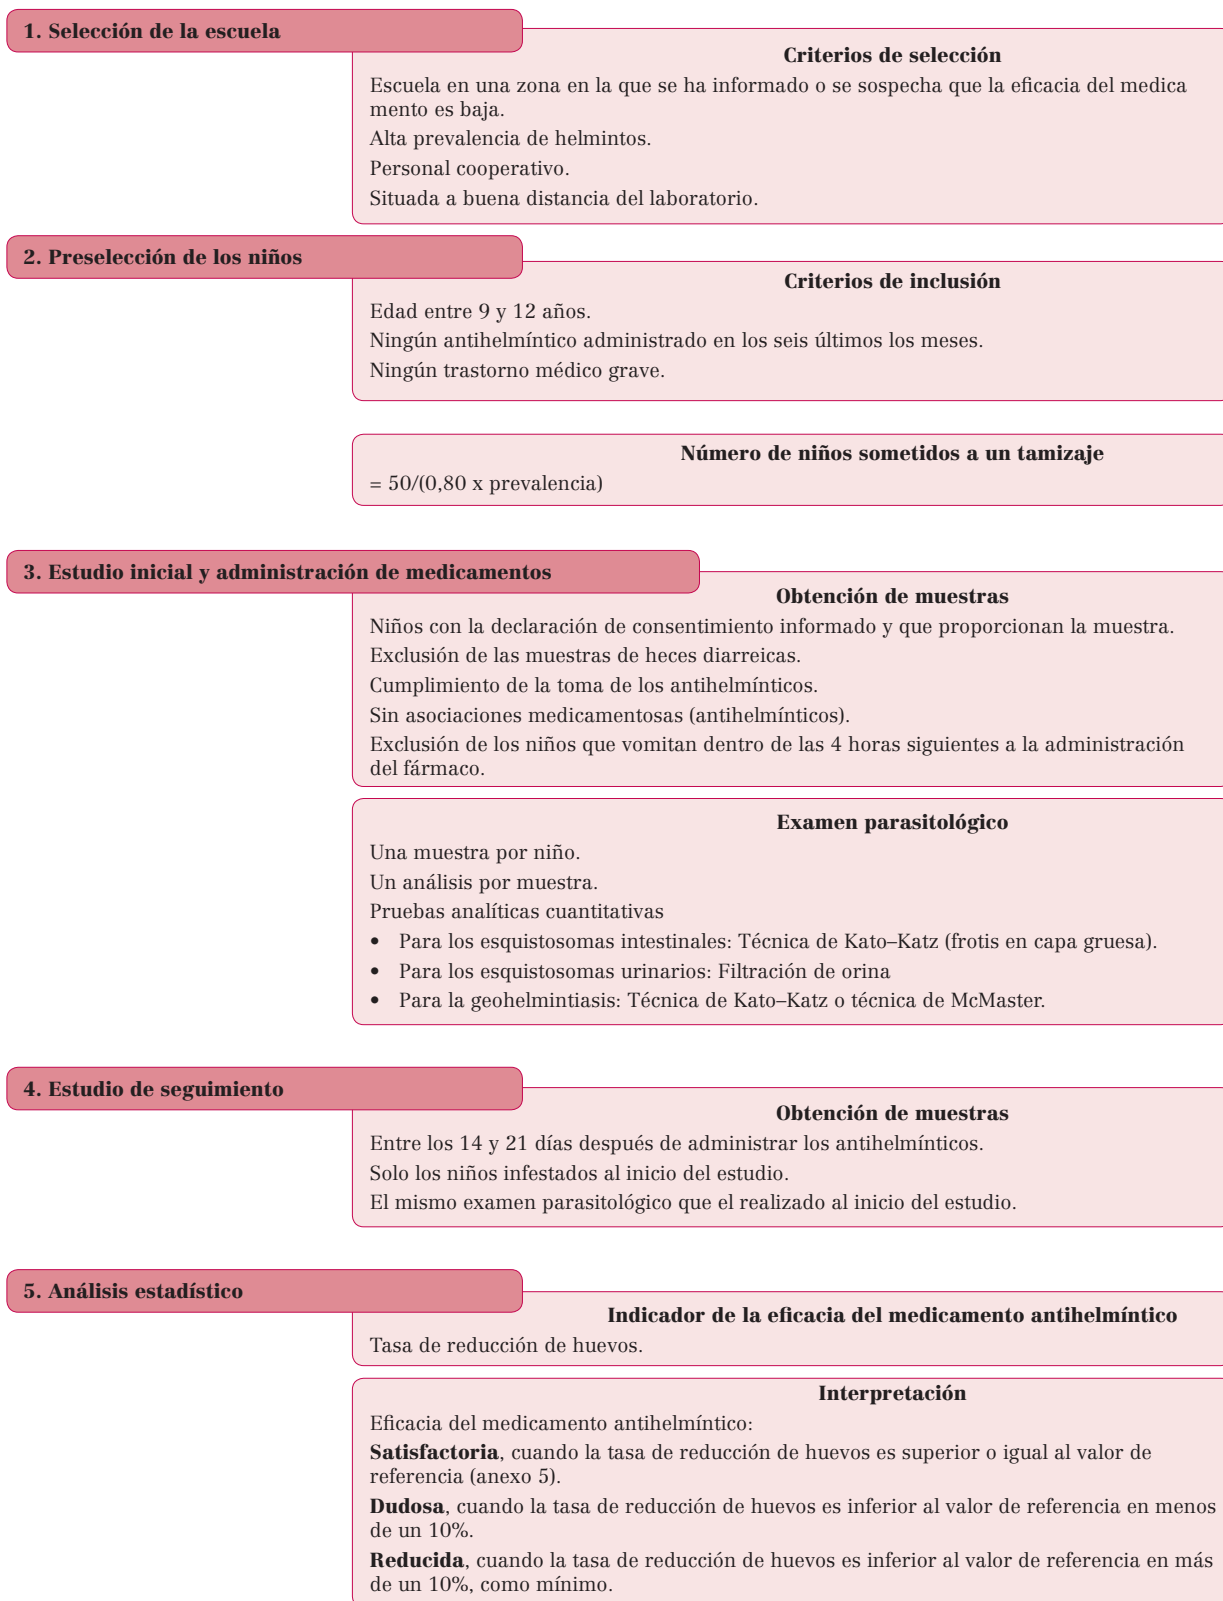 1. Selección de la escuela
Criterios de selección
Escuela en una zona en la que se ha informado o se sospecha que la eficacia del medica
mento es baja.
Alta prevalencia de helmintos.
Personal cooperativo.
Situada a buena distancia del laboratorio.
2. Preselección de los niños
Criterios de inclusión
Edad entre 9 y 12 años.
Ningún antihelmíntico administrado en los seis últimos los meses.
Ningún trastorno médico grave.
Número de niños sometidos a un tamizaje
= 50/(0,80 x prevalencia)
3. Estudio inicial y administración de medicamentos
Obtención de muestras
Niños con la declaración de consentimiento informado y que proporcionan la muestra.
Exclusión de las muestras de heces diarreicas.
Cumplimiento de la toma de los antihelmínticos.
Sin asociaciones medicamentosas (antihelmínticos).
Exclusión de los niños que vomitan dentro de las 4 horas siguientes a la administración
del fármaco.
Examen parasitológico
Una muestra por niño.
Un análisis por muestra.
Pruebas analíticas cuantitativas
• Para los esquistosomas intestinales: Técnica de Kato–Katz (frotis en capa gruesa).
• Para los esquistosomas urinarios: Filtración de orina
• Para la geohelmintiasis: Técnica de Kato–Katz o técnica de McMaster.
4. Estudio de seguimiento
Obtención de muestras
Entre los 14 y 21 días después de administrar los antihelmínticos.
Solo los niños infestados al inicio del estudio.
El mismo examen parasitológico que el realizado al inicio del estudio.
5. Análisis estadístico
Indicador de la eficacia del medicamento antihelmíntico
Tasa de reducción de huevos.
Interpretación
Eficacia del medicamento antihelmíntico:
Satisfactoria, cuando la tasa de reducción de huevos es superior o igual al valor de
referencia (anexo 5).
Dudosa, cuando la tasa de reducción de huevos es inferior al valor de referencia en menos
de un 10%.
Reducida, cuando la tasa de reducción de huevos es inferior al valor de referencia en más
de un 10%, como mínimo.